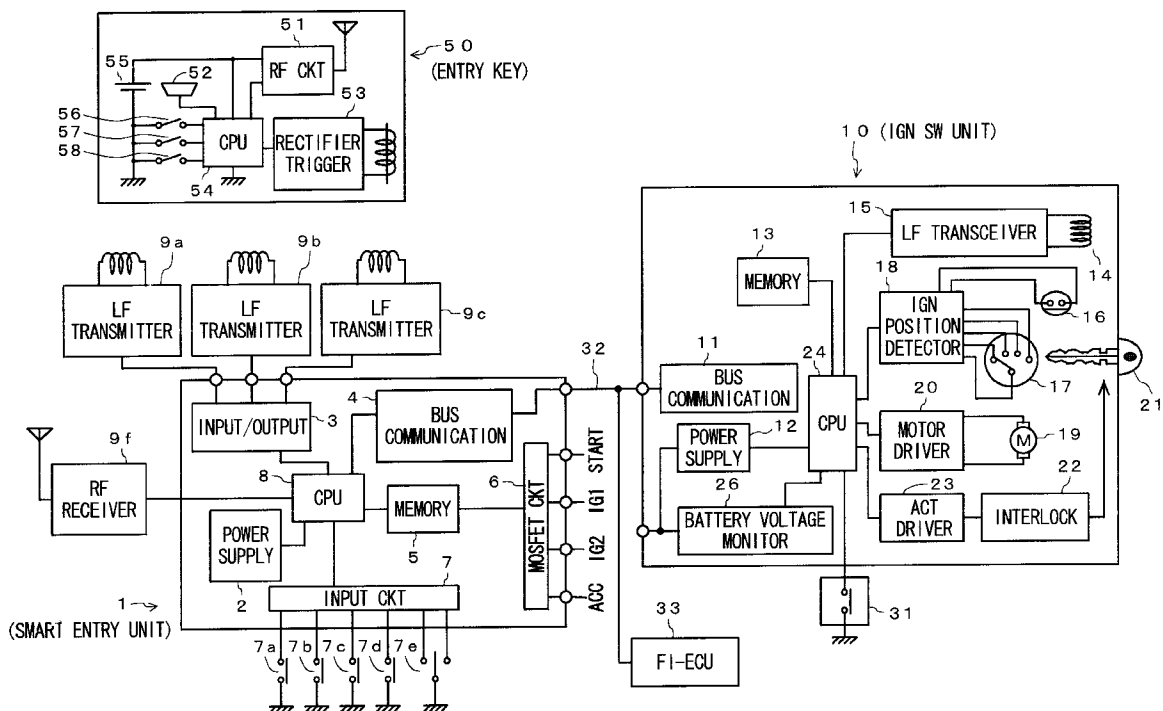 51
50
(ENTRY KEY)
55
52
RF CKT
53
56
57
58
CPU
RECTIFIER
TRIGGER
54
10 (IGN SW UNIT)
9a
9b
LF
TRANSMITTER
LF
TRANSMITTER
LF
TRANSMITTER
9c
15
LF TRANSCEIVER
14
13
MEMORY
18
IGN
POSITION
DETECTOR
16
17
21
32
11
BUS
COMMUNICATION
24
CPU
4
BUS
COMMUNICATION
INPUT/OUTPUT
3
9f
RF
RECEIVER
8
CPU
MEMORY
5
6
MOSFET CKT
START
IG1
IG2
ACC
POWER
SUPPLY
2
7
INPUT CKT
1
(SMART ENTRY UNIT)
7a
7b
7c
7d
7e
12
POWER
SUPPLY
26
BATTERY VOLTAGE
MONITOR
20
MOTOR
DRIVER
M
19
23
ACT
DRIVER
22
INTERLOCK
31
33
FI-ECU